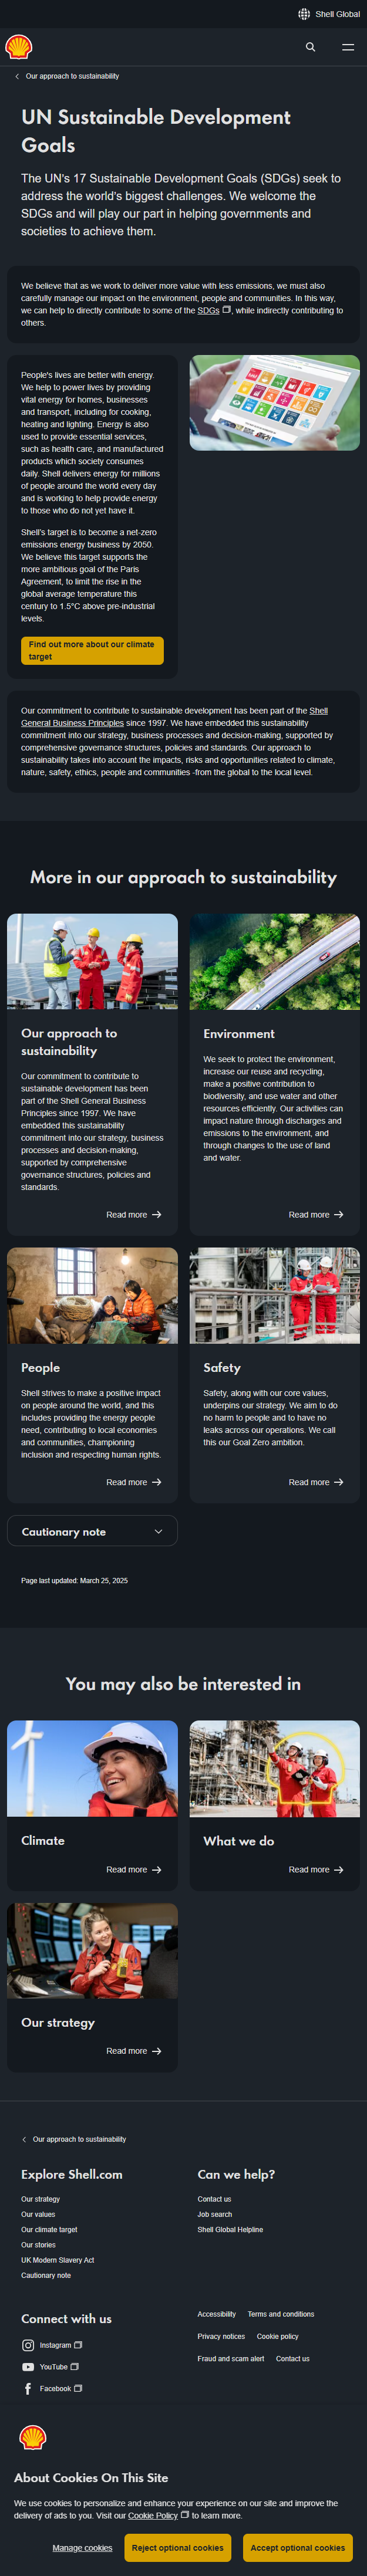 Shell Global
Our approach to sustainability
UN Sustainable Development
Goals
The UN's 17 Sustainable Development Goals (SDGs) seek to
address the world's biggest challenges. We welcome the
SDGs and will play our part in helping governments and
societies to achieve them.
We believe that as we work to deliver more value with less emissions, we must also
carefully manage our impact on the environment, people and communities. In this way,
we can help to directly contribute to some of the SDGs, while indirectly contributing to
others.
People's lives are better with energy.
We help to power lives by providing
vital energy for homes, businesses
and transport, including for cooking,
heating and lighting. Energy is also
used to provide essential services,
such as health care, and manufactured
products which society consumes
daily. Shell delivers energy for millions
of people around the world every day
and is working to help provide energy
to those who do not yet have it.
Shell's target is to become a net-zero
emissions energy business by 2050.
We believe this target supports the
more ambitious goal of the Paris
Agreement, to limit the rise in the
global average temperature this
century to 1.5°C above pre-industrial
levels.
Find out more about our climate
target
Our commitment to contribute to sustainable development has been part of the Shell
General Business Principles since 1997. We have embedded this sustainability
commitment into our strategy, business processes and decision-making, supported by
comprehensive governance structures, policies and standards. Our approach to
sustainability takes into account the impacts, risks and opportunities related to climate,
nature, safety, ethics, people and communities -from the global to the local level.
More in our approach to sustainability
Our approach to
sustainability
Our commitment to contribute to
sustainable development has been
part of the Shell General Business
Principles since 1997. We have
embedded this sustainability
commitment into our strategy, business
processes and decision-making,
supported by comprehensive
governance structures, policies and
standards.
Read more
Environment
We seek to protect the environment,
increase our reuse and recycling,
make a positive contribution to
biodiversity, and use water and other
resources efficiently. Our activities can
impact nature through discharges and
emissions to the environment, and
through changes to the use of land
and water.
Read more
People
Shell strives to make a positive impact
on people around the world, and this
includes providing the energy people
need, contributing to local economies
and communities, championing
inclusion and respecting human rights.
Read more
Safety
Safety, along with our core values,
underpins our strategy. We aim to do
no harm to people and to have no
leaks across our operations. We call
this our Goal Zero ambition.
Read more
Cautionary note
Page last updated: March 25, 2025
You may also be interested in
Climate
Read more
What we do
Read more
Our strategy
Read more
Our approach to sustainability
Explore Shell.com
Our strategy
Our values
Our climate target
Our stories
UK Modern Slavery Act
Cautionary note
Can we help?
Contact us
Job search
Shell Global Helpline
Connect with us
Instagram
YouTube
Facebook
Accessibility Terms and conditions
Privacy notices Cookie policy
Fraud and scam alert Contact us
About Cookies On This Site
We use cookies to personalize and enhance your experience on our site and improve the
delivery of ads to you. Visit our Cookie Policy to learn more.
Manage cookies Reject optional cookies Accept optional cookies